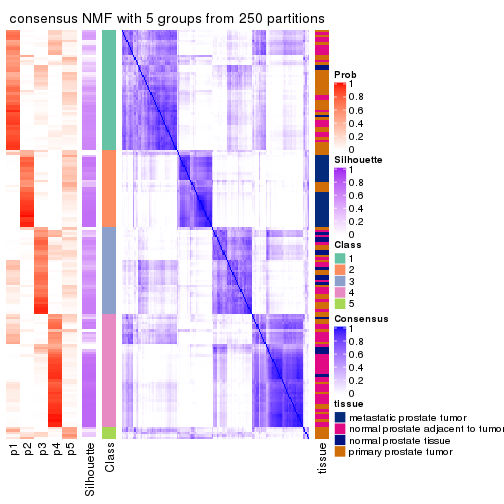 consensus NMF with 5 groups from 250 partitions
Prob
1
0.8
0.6
0.4
0.2
0
Silhouette
1
0.8
0.6
0.4
0.2
0
Class
1
2
3
4
5
Consensus
1
0.8
0.6
0.4
0.2
0
tissue
metastatic prostate tumor
normal prostate adjacent to tumor
normal prostate tissue
primary prostate tumor
p1
p2
p3
p4
p5
Silhouette
Class
tissue